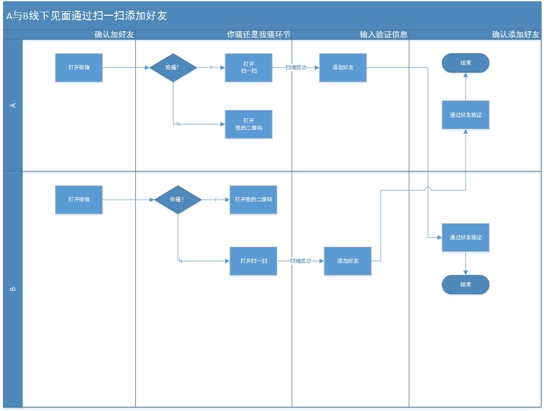 A与B线下见面通过扫一扫添加好友
确认加好友
你骚还是我骚环节
输入验证信息
确认添加好友
A
打开微信
我骚?
Y
打开
扫一扫
扫描成功
添加好友
结束
通过好友验证
N
打开
我的二维码
B
打开微信
你骚?
Y
打开我的二维码
N
打开扫一扫
扫描成功
添加好友
通过好友验证
结束